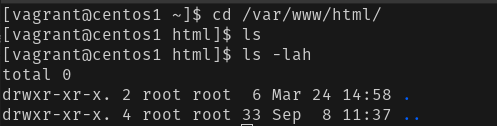 [vagrant@centos1 ~]$ cd /var/www/html/
[vagrant@centos1 html]$ ls
[vagrant@centos1 html]$ ls -lah
total 0
drwxr-xr-x. 2 root root  6 Mar 24 14:58 .
drwxr-xr-x. 4 root root 33 Sep  8 11:37 ..